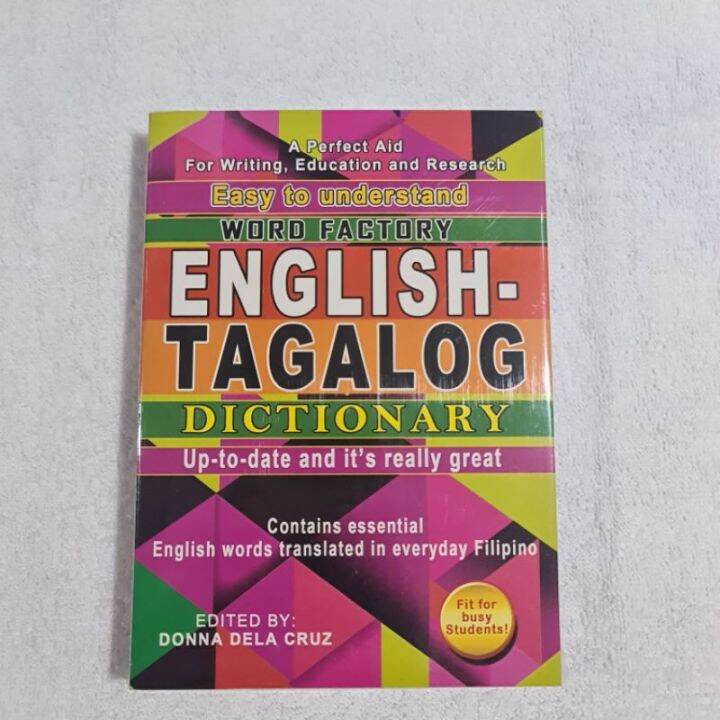 A Perfect Aid
For Writing, Education and Research
Easy to understand
WORD FACTORY
ENGLISH-
TAGALOG
DICTIONARY
Up-to-date and it's really great
Contains essential
English words translated in everyday Filipino
EDITED BY:
DONNA DELA CRUZ
Fit for
busy
Students!